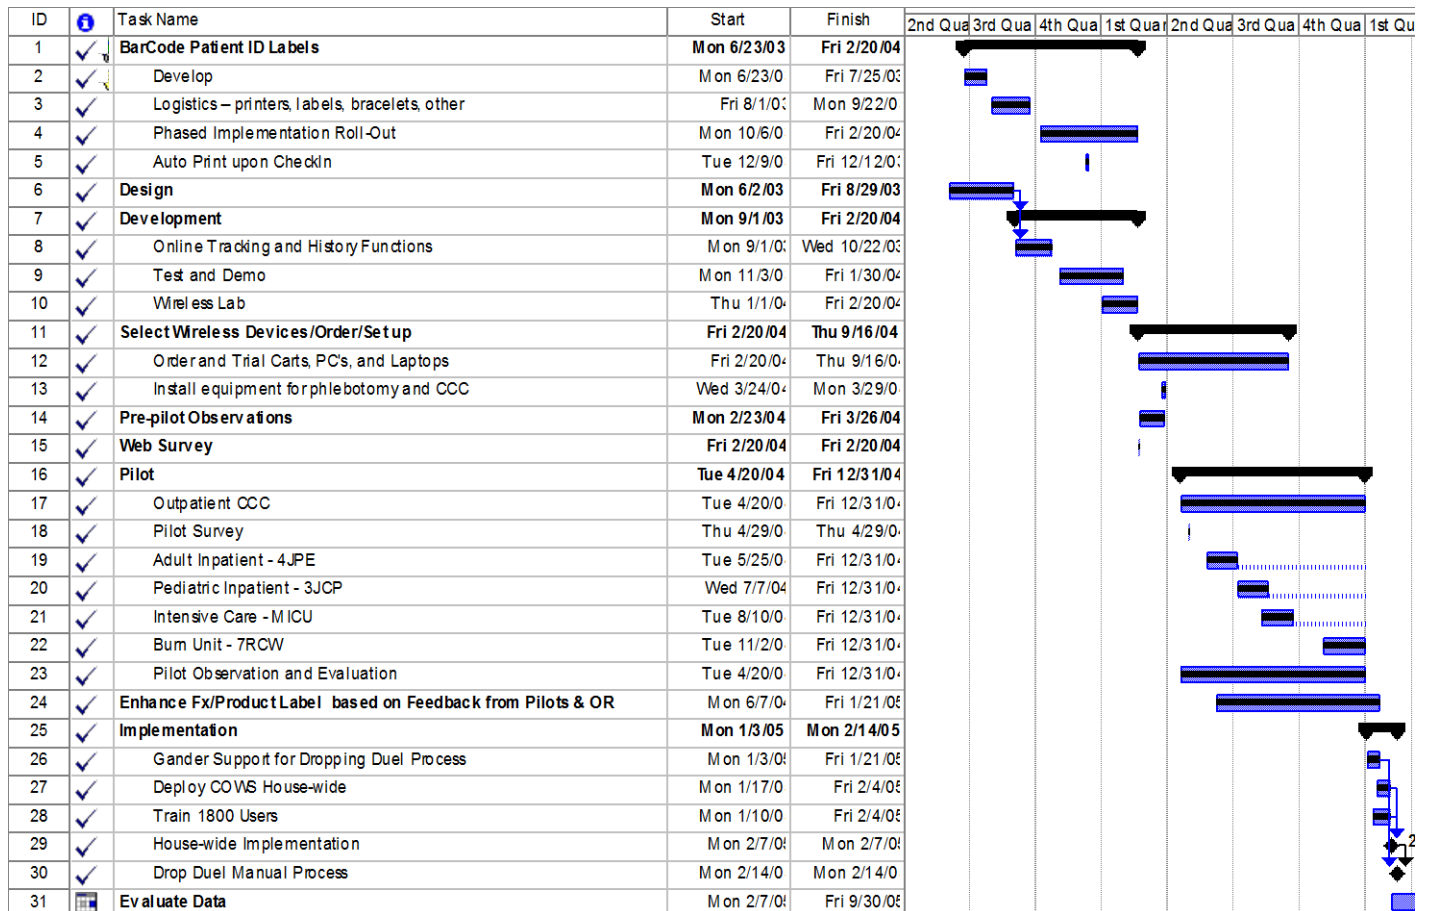 ID Task Name Start Finish 2nd Qua 3rd Qua 4th Qua 1st Quar 2nd Qua 3rd Qua 4th Qua 1st Qu
1 BarCode Patient ID Labels Mon 6/23/03 Fri 2/20/04
2 Develop Mon 6/23/0 Fri 7/25/03
3 Logistics – printers, labels, bracelets, other Fri 8/1/03 Mon 9/22/0
4 Phased Implementation Roll-Out Mon 10/6/0 Fri 2/20/04
5 Auto Print upon CheckIn Tue 12/9/0 Fri 12/12/03
6 Design Mon 6/2/03 Fri 8/29/03
7 Development Mon 9/1/03 Fri 2/20/04
8 Online Tracking and History Functions Mon 9/1/03 Wed 10/22/03
9 Test and Demo Mon 11/3/0 Fri 1/30/04
10 Wireless Lab Thu 1/1/04 Fri 2/20/04
11 Select Wireless Devices/Order/Setup Fri 2/20/04 Thu 9/16/04
12 Order and Trial Carts, PC's, and Laptops Fri 2/20/04 Thu 9/16/04
13 Install equipment for phlebotomy and CCC Wed 3/24/04 Mon 3/29/0
14 Pre-pilot Observations Mon 2/23/04 Fri 3/26/04
15 Web Survey Fri 2/20/04 Fri 2/20/04
16 Pilot Tue 4/20/04 Fri 12/31/04
17 Outpatient CCC Tue 4/20/0 Fri 12/31/04
18 Pilot Survey Thu 4/29/0 Thu 4/29/0
19 Adult Inpatient - 4JPE Tue 5/25/0 Fri 12/31/04
20 Pediatric Inpatient - 3JCP Wed 7/7/04 Fri 12/31/04
21 Intensive Care - MICU Tue 8/10/0 Fri 12/31/04
22 Burn Unit - 7RCW Tue 11/2/0 Fri 12/31/04
23 Pilot Observation and Evaluation Tue 4/20/0 Fri 12/31/04
24 Enhance Fx/Product Label based on Feedback from Pilots & OR Mon 6/7/04 Fri 1/21/05
25 Implementation Mon 1/3/05 Mon 2/14/05
26 Gander Support for Dropping Duel Process Mon 1/3/05 Fri 1/21/05
27 Deploy COWS House-wide Mon 1/17/0 Fri 2/4/05
28 Train 1800 Users Mon 1/10/0 Fri 2/4/05
29 House-wide Implementation Mon 2/7/05 Mon 2/7/05 2
30 Drop Duel Manual Process Mon 2/14/0 Mon 2/14/0
31 Evaluate Data Mon 2/7/05 Fri 9/30/05